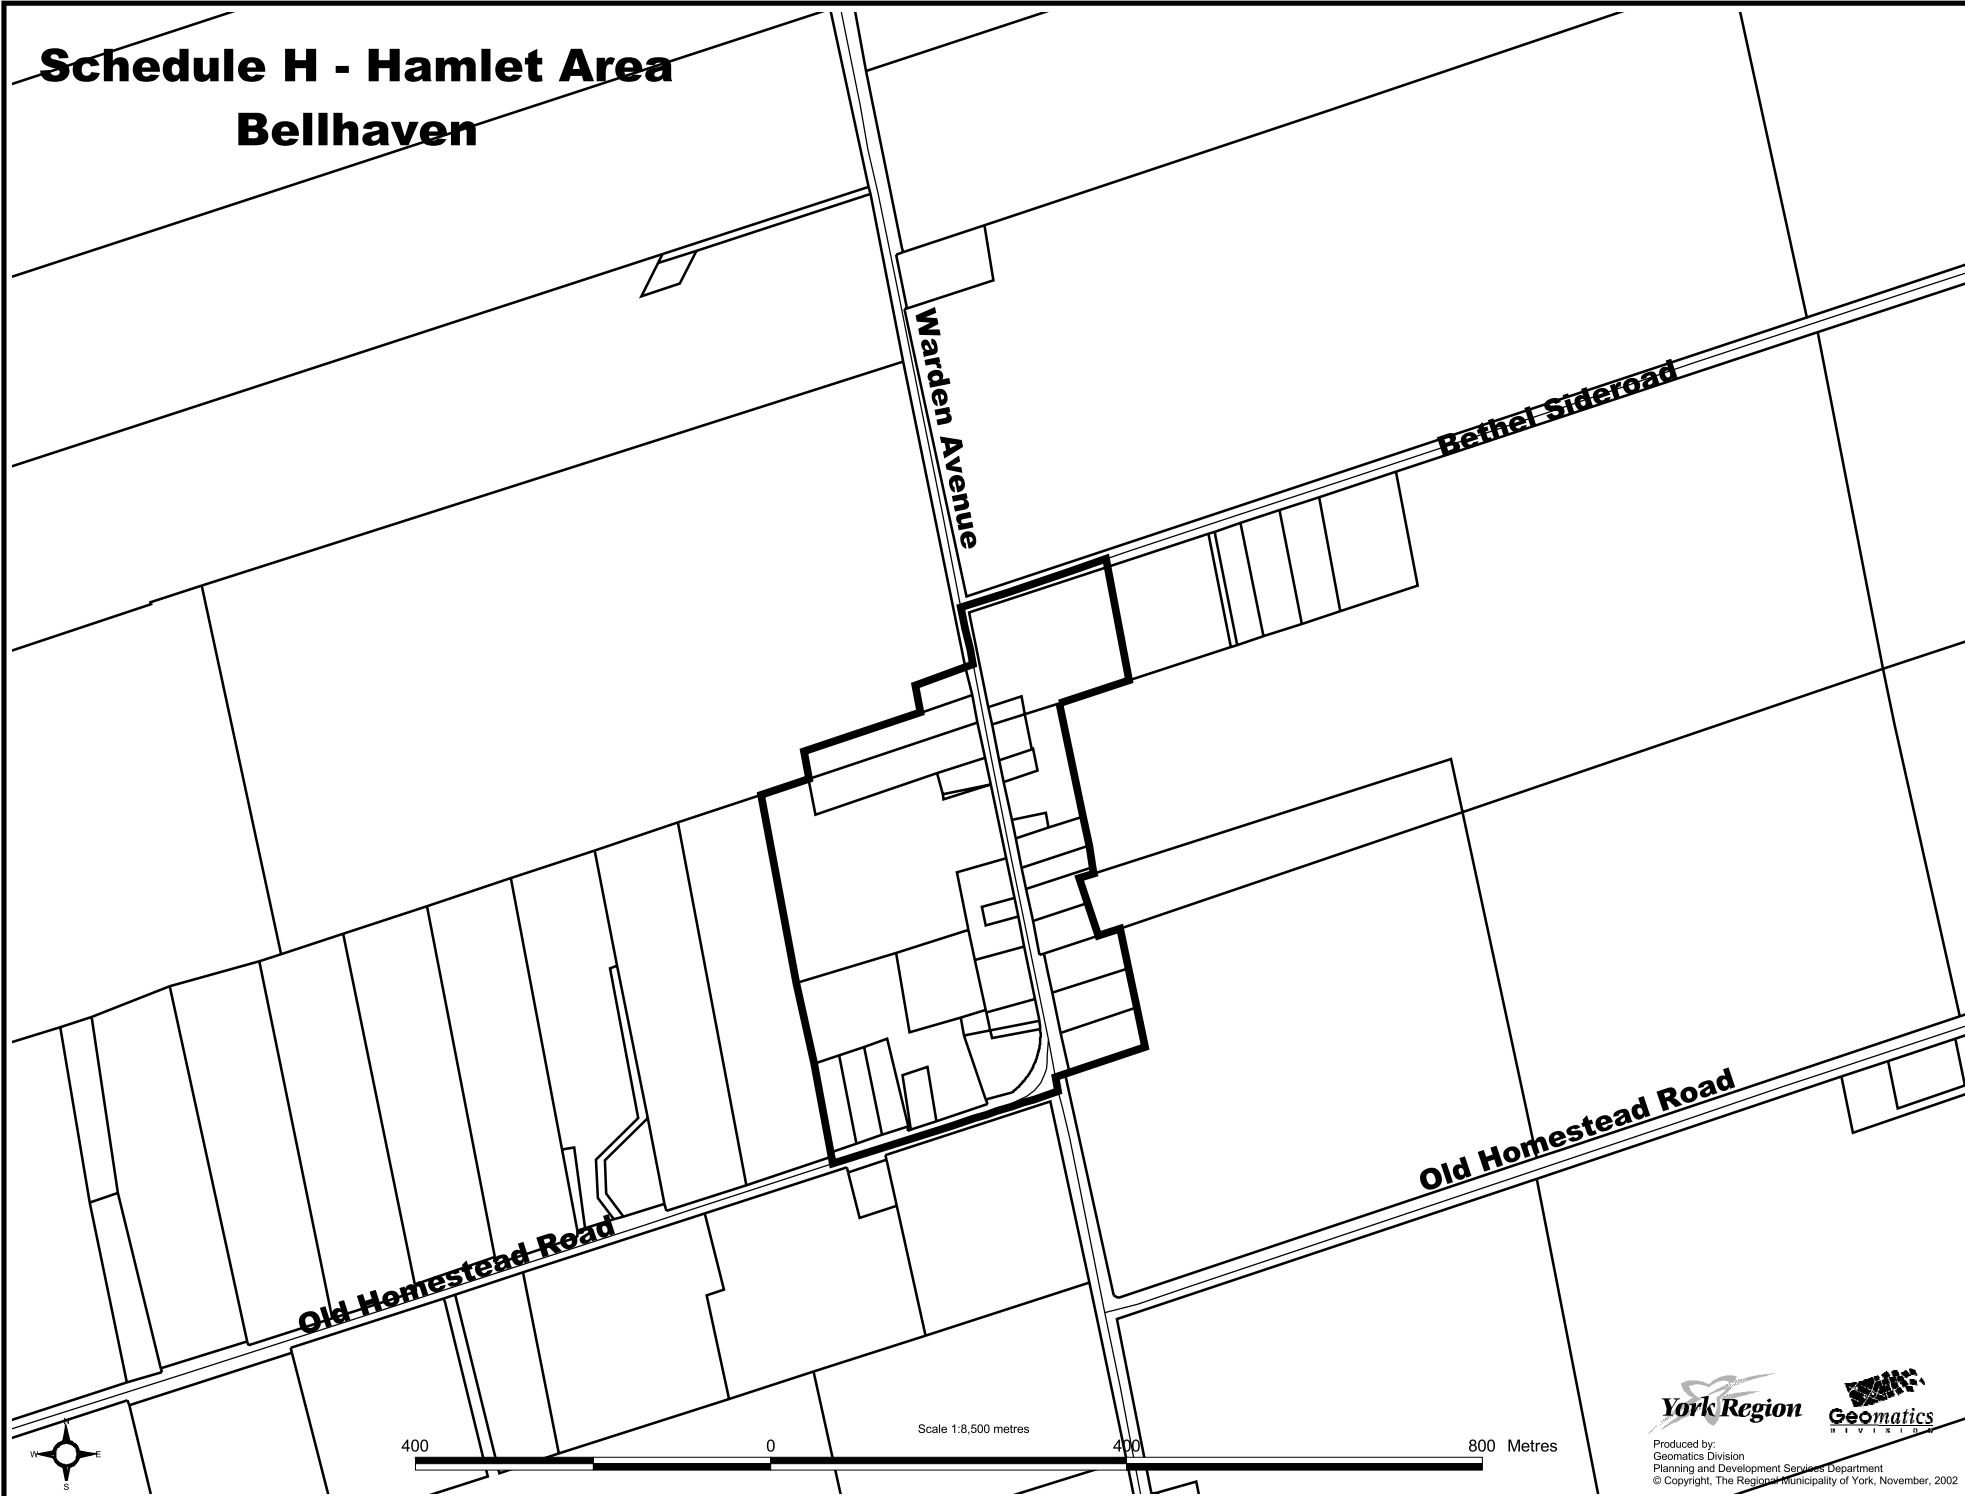 Schedule H - Hamlet Area
Bellhaven
Warden Avenue
Bethel Sideroad
Old Homestead Road
Old Homestead Road
N
W E
S
Scale 1:8,500 metres
400 0 400 800 Metres
York Region
Geomatics
DIVISION
Produced by:
Geomatics Division
Planning and Development Services Department
© Copyright, The Regional Municipality of York, November, 2002